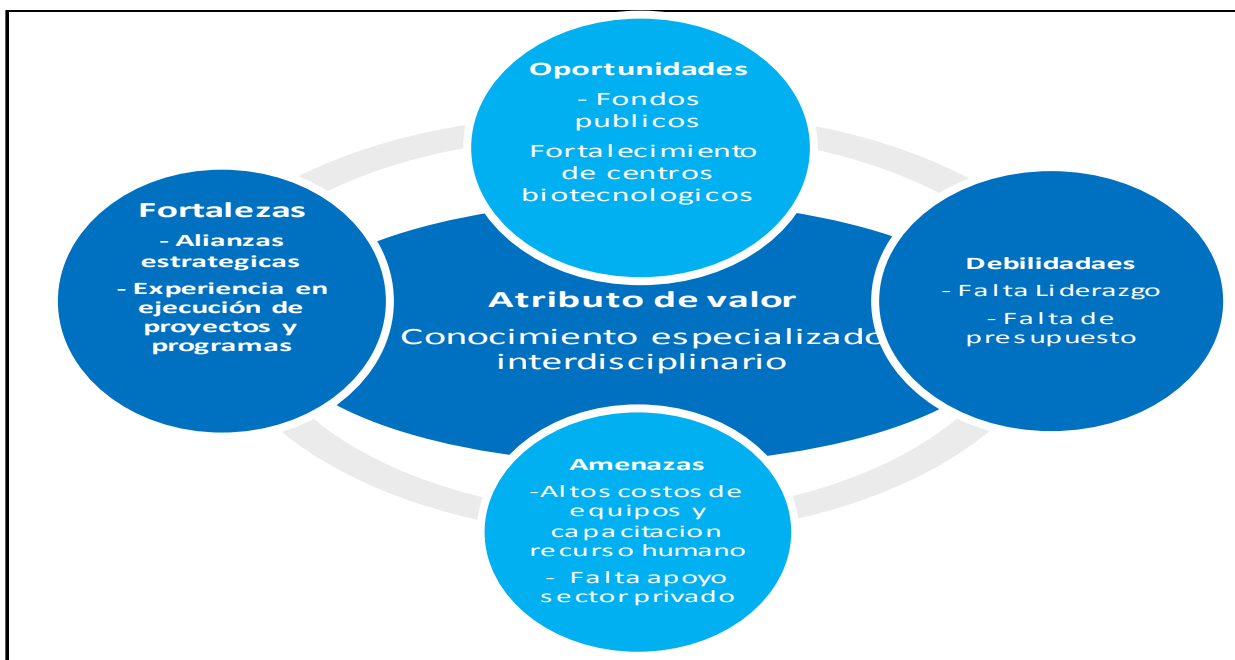 Oportunidades
- Fondos
publicos
Fortalecimiento
de centros
biotecnologicos
Fortalezas
- Alianzas
estrategicas
- Experiencia en
ejecución de
proyectos y
programas
Atributo de valor
Conocimiento especializado
interdisciplinario
Debilidadaes
- Falta Liderazgo
- Falta de
presupuesto
Amenazas
-Altos costos de
equipos y
capacitacion
recurso humano
- Falta apoyo
sector privado